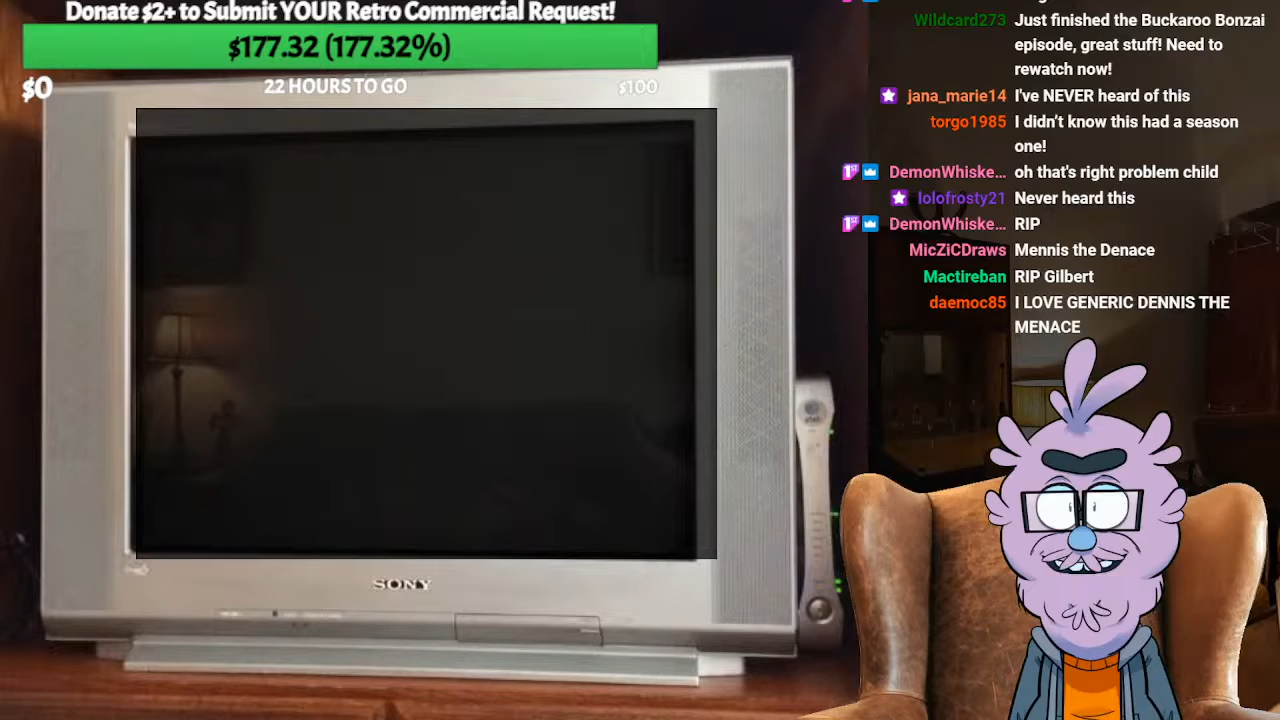 Donate $2+ to Submit YOUR Retro Commercial Request!
$177.32 (177.32%)
$0
22 HOURS TO GO
$100
SONY
Wildcard273 Just finished the Buckaroo Bonzai
episode, great stuff! Need to
rewatch now!
jana_marie14 I've NEVER heard of this
torgo1985 I didn't know this had a season
one!
DemonWhiske... oh that's right problem child
lolofrosty21 Never heard this
DemonWhiske... RIP
MicZiCDraws Mennis the Denace
Mactireban RIP Gilbert
daemoc85 I LOVE GENERIC DENNIS THE
MENACE